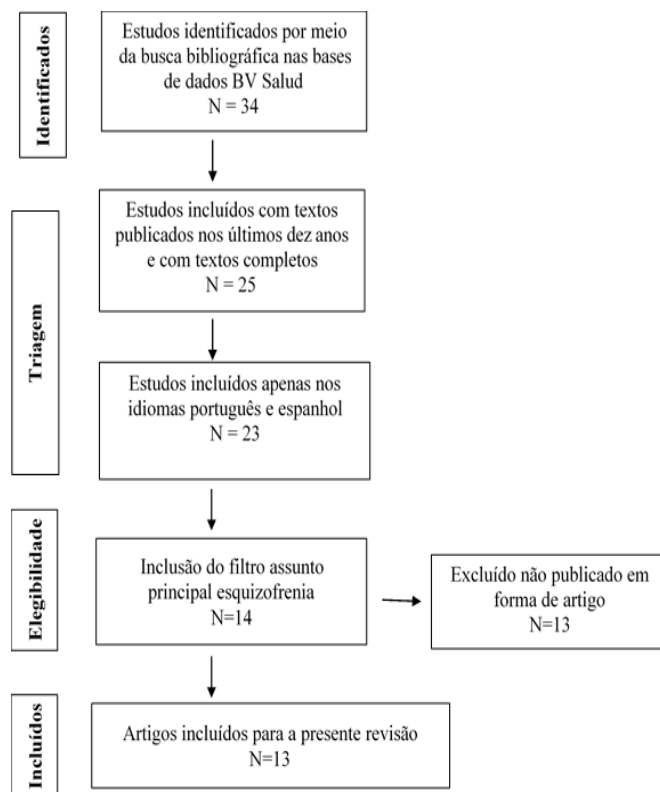 Identificados
Estudos identificados por meio
da busca bibliográfica nas bases
de dados BV Salud
N = 34
Triagem
Estudos incluídos com textos
publicados nos últimos dez anos
e com textos completos
N = 25
Estudos incluídos apenas nos
idiomas português e espanhol
N = 23
Elegibilidade
Inclusão do filtro assunto
principal esquizofrenia
N=14
Excluído não publicado em
forma de artigo
N=13
Incluídos
Artigos incluídos para a presente revisão
N=13